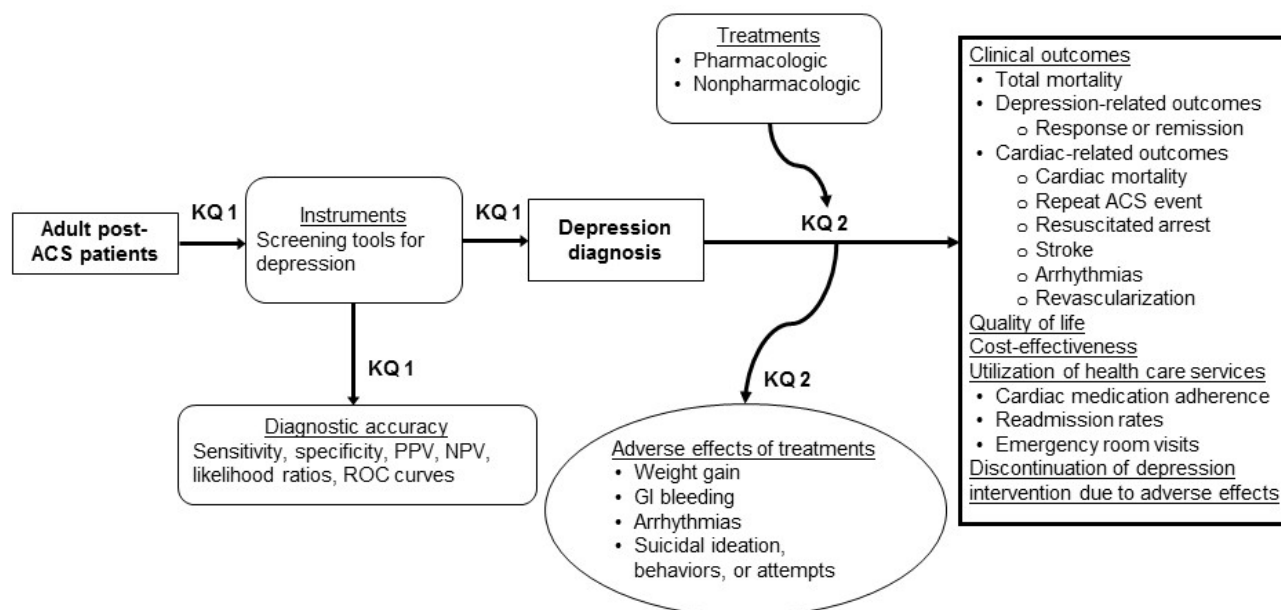 Treatments
• Pharmacologic
• Nonpharmacologic
KQ 1
Adult post-
ACS patients
Instruments
Screening tools for
depression
KQ 1
Depression
diagnosis
KQ 2
KQ 1
Diagnostic accuracy
Sensitivity, specificity, PPV, NPV,
likelihood ratios, ROC curves
KQ 2
Adverse effects of treatments
• Weight gain
• GI bleeding
• Arrhythmias
• Suicidal ideation,
behaviors, or attempts
Clinical outcomes
• Total mortality
• Depression-related outcomes
o Response or remission
• Cardiac-related outcomes
o Cardiac mortality
o Repeat ACS event
o Resuscitated arrest
o Stroke
o Arrhythmias
o Revascularization
Quality of life
Cost-effectiveness
Utilization of health care services
• Cardiac medication adherence
• Readmission rates
• Emergency room visits
Discontinuation of depression
intervention due to adverse effects